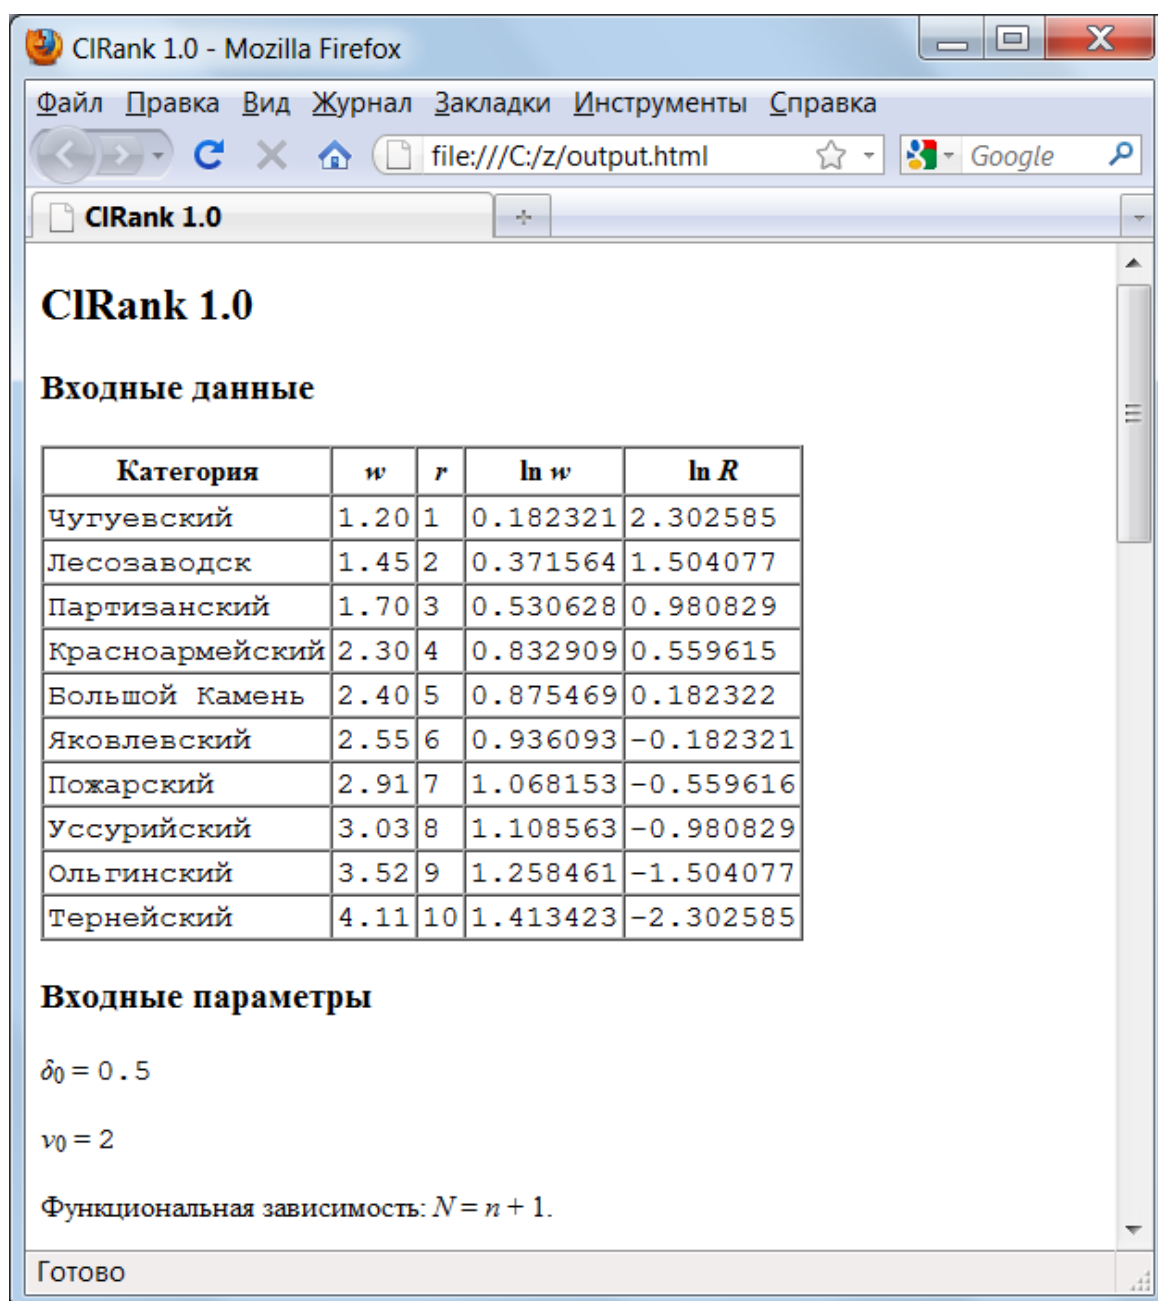 ClRank 1.0 - Mozilla Firefox
Файл Правка Вид Журнал Закладки Инструменты Справка
file:///C:/z/output.html Google
ClRank 1.0
ClRank 1.0
Входные данные
Категория w r ln w ln R
Чугуевский 1.20 1 0.182321 2.302585
Лесозаводск 1.45 2 0.371564 1.504077
Партизанский 1.70 3 0.530628 0.980829
Красноармейский 2.30 4 0.832909 0.559615
Большой Камень 2.40 5 0.875469 0.182322
Яковлевский 2.55 6 0.936093 -0.182321
Пожарский 2.91 7 1.068153 -0.559616
Уссурийский 3.03 8 1.108563 -0.980829
Ольгинский 3.52 9 1.258461 -1.504077
Тернейский 4.11 10 1.413423 -2.302585
Входные параметры
δ0 = 0.5
ν0 = 2
Функциональная зависимость: N = n + 1.
Готово